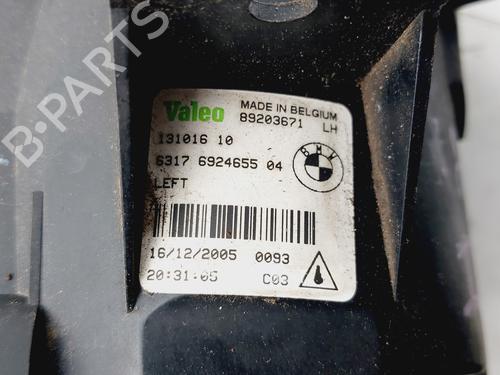 B-PARTS
Valeo
MADE IN BELGIUM
89203671 LH
131016 10
6317 6924655 04
BMW
LEFT
16/12/2005 0093
20:31:05 C03